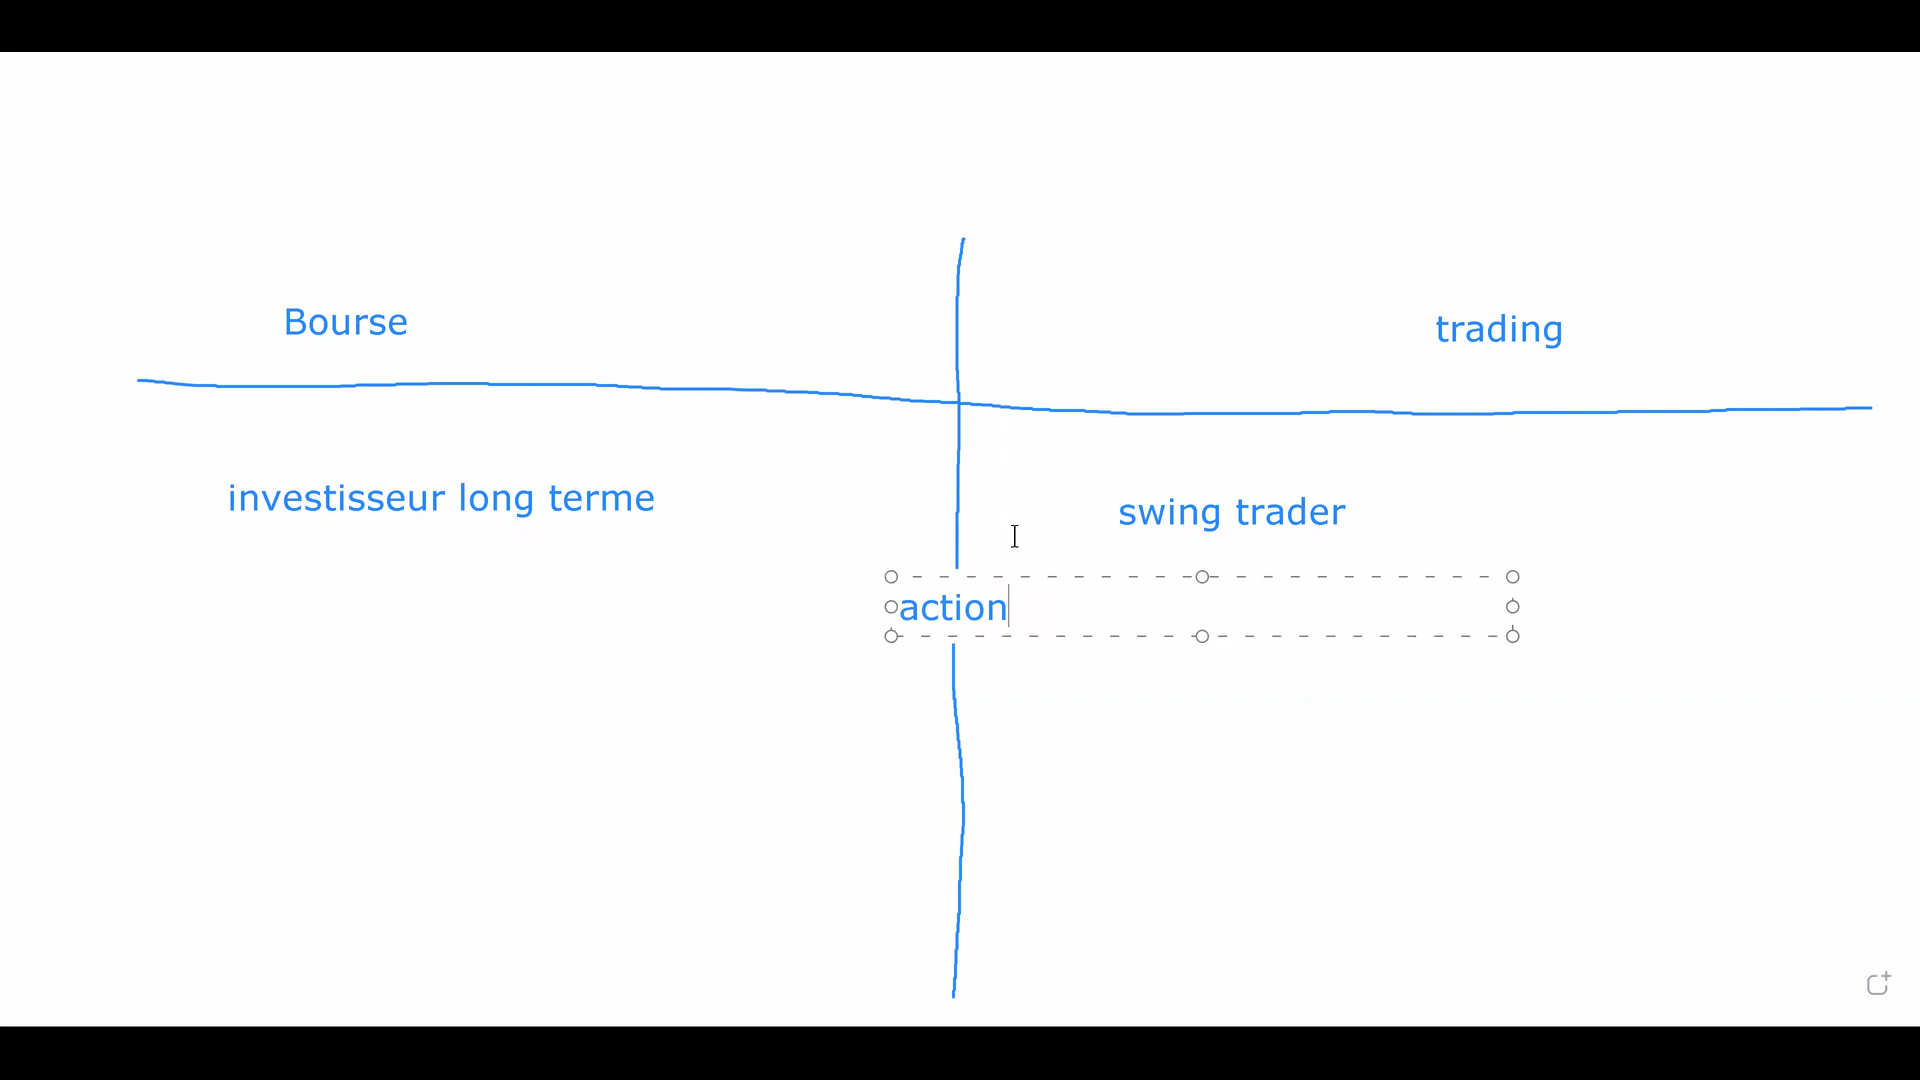 Bourse
trading
investisseur long terme
swing trader
action